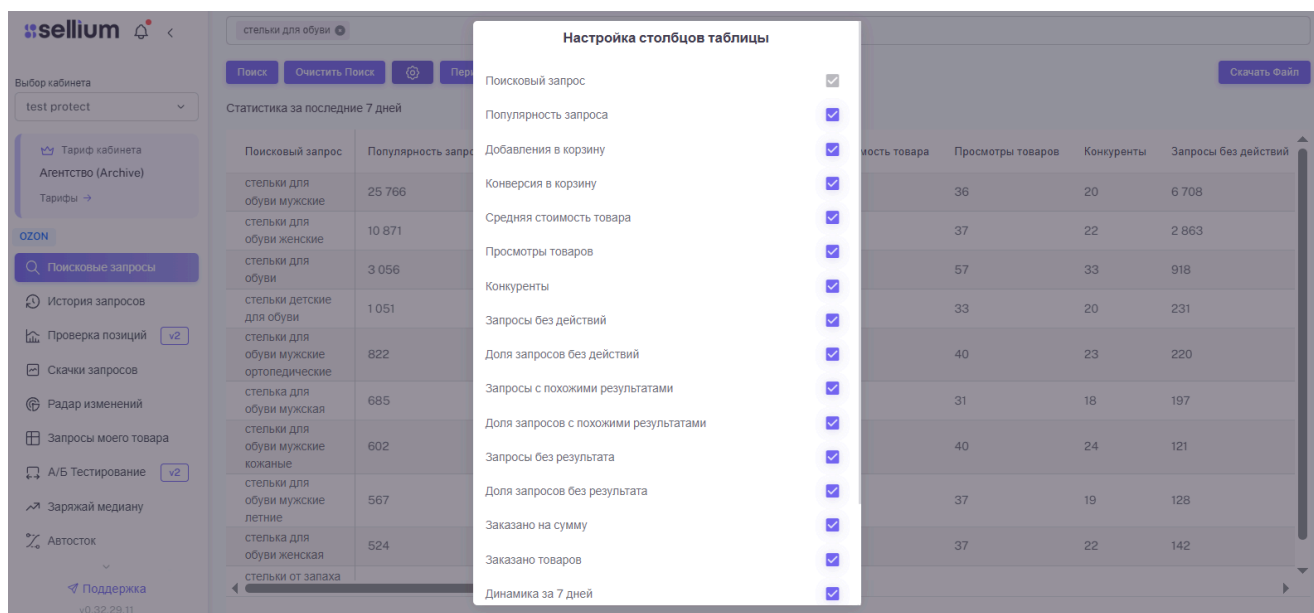 sellium
стельки для обуви
Настройка столбцов таблицы
Выбор кабинета
test protect
Поиск
Очистить Поиск
Скачать Файл
Статистика за последние 7 дней
Тариф кабинета
Агентство (Archive)
Тарифы →
OZON
Поисковые запросы
История запросов
Проверка позиций v2
Скачки запросов
Радар изменений
Запросы моего товара
А/Б Тестирование v2
Заряжай медиану
Автосток
Поддержка
v0.32.29.11
Поисковый запрос
Популярность запро
мость товара
Просмотры товаров
Конкуренты
Запросы без действий
стельки для
обуви мужские
25 766
36
20
6 708
стельки для
обуви женские
10 871
37
22
2 863
стельки для
обуви
3 056
57
33
918
стельки детские
для обуви
1 051
33
20
231
стельки для
обуви мужские
ортопедические
822
40
23
220
стелька для
обуви мужская
685
31
18
197
стельки для
обуви мужские
кожаные
602
40
24
121
стельки для
обуви мужские
летние
567
37
19
128
стелька для
обуви женская
524
37
22
142
стельки от запаха
Поисковый запрос
Популярность запроса
Добавления в корзину
Конверсия в корзину
Средняя стоимость товара
Просмотры товаров
Конкуренты
Запросы без действий
Доля запросов без действий
Запросы с похожими результатами
Доля запросов с похожими результатами
Запросы без результата
Доля запросов без результата
Заказано на сумму
Заказано товаров
Динамика за 7 дней